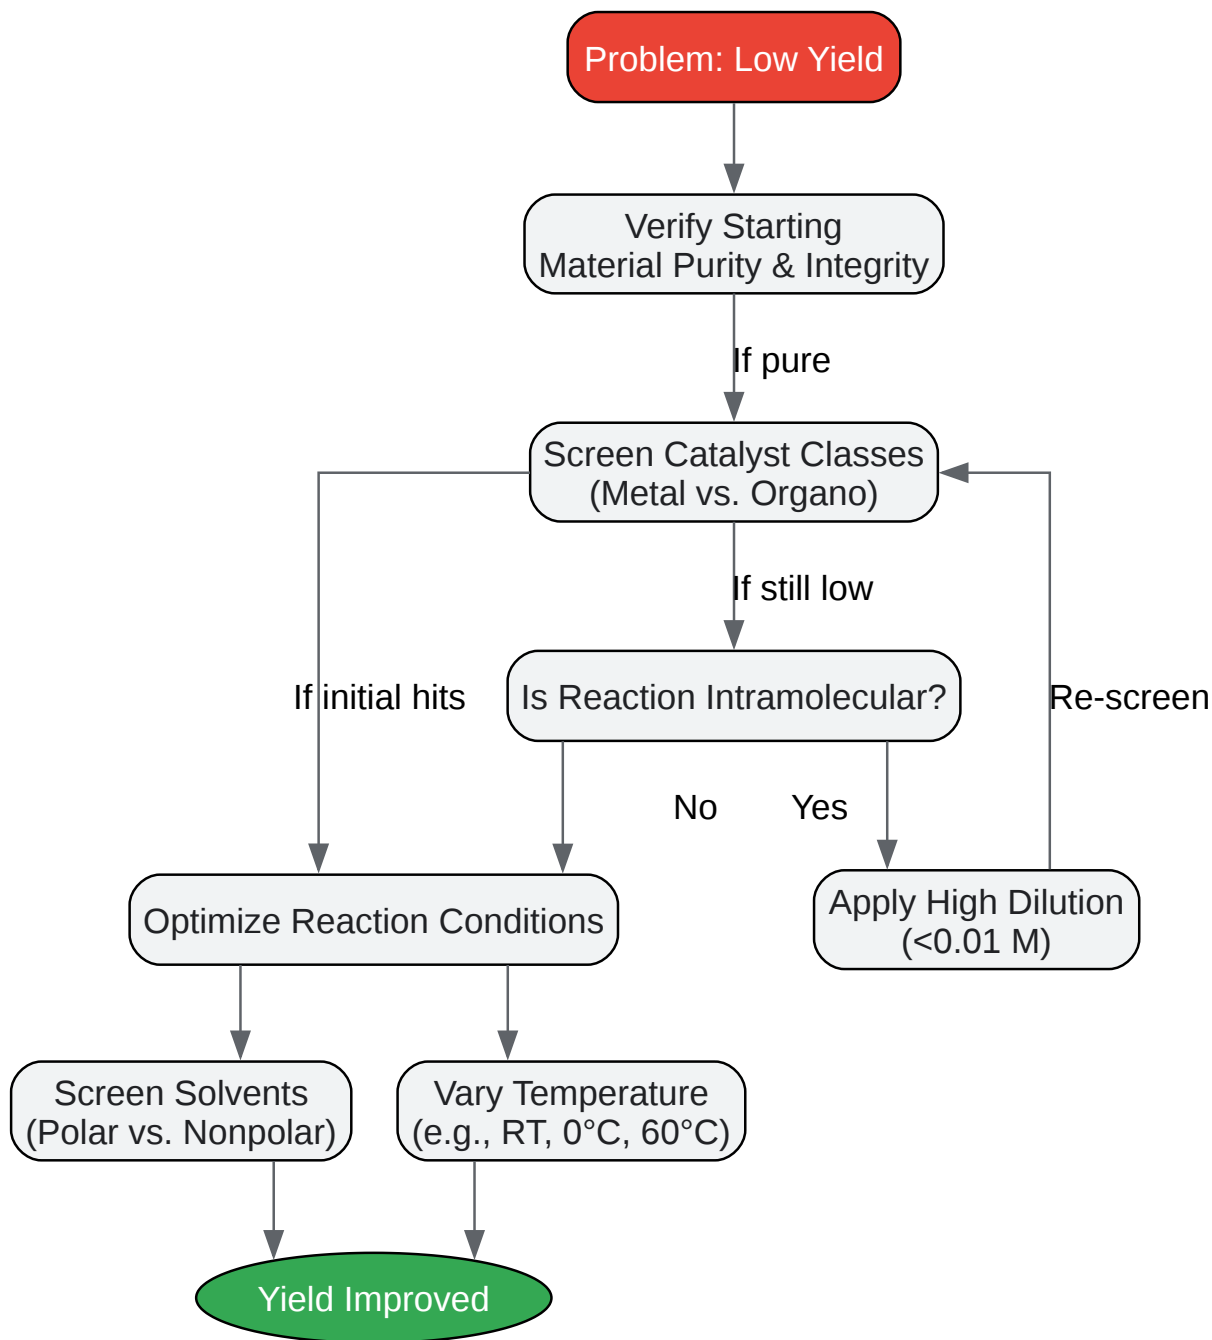 Problem: Low Yield
Verify Starting
Material Purity & Integrity
If pure
Screen Catalyst Classes
(Metal vs. Organo)
If still low
If initial hits
Is Reaction Intramolecular?
Re-screen
No
Yes
Optimize Reaction Conditions
Apply High Dilution
(<0.01 M)
Screen Solvents
(Polar vs. Nonpolar)
Vary Temperature
(e.g., RT, 0°C, 60°C)
Yield Improved